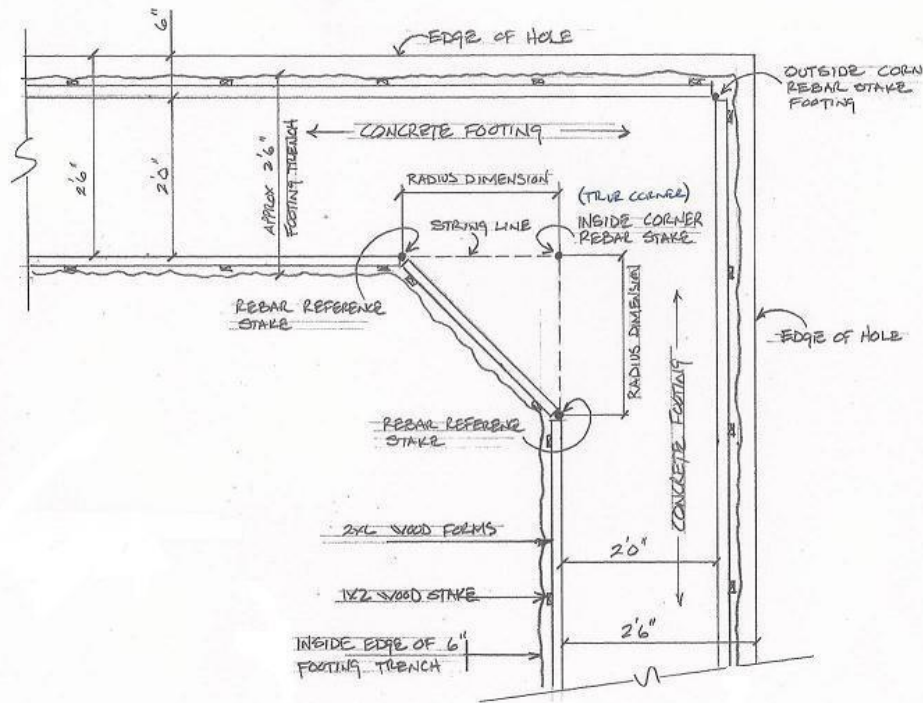 6"
EDGE OF HOLE
OUTSIDE CORN
REBAR STAKE
FOOTING
CONCRETE FOOTING
2'6"
2'0"
APPROX 2'6"
FOOTING TRENCH
RADIUS DIMENSION
(TRUE CORNER)
STRING LINE
INSIDE CORNER
REBAR STAKE
REBAR REFERENCE
STAKE
RADIUS DIMENSION
EDGE OF HOLE
REBAR REFERENCE
STAKE
CONCRETE FOOTING
2x6 WOOD FORMS
2'0"
1x2 WOOD STAKE
2'6"
INSIDE EDGE OF 6"
FOOTING TRENCH